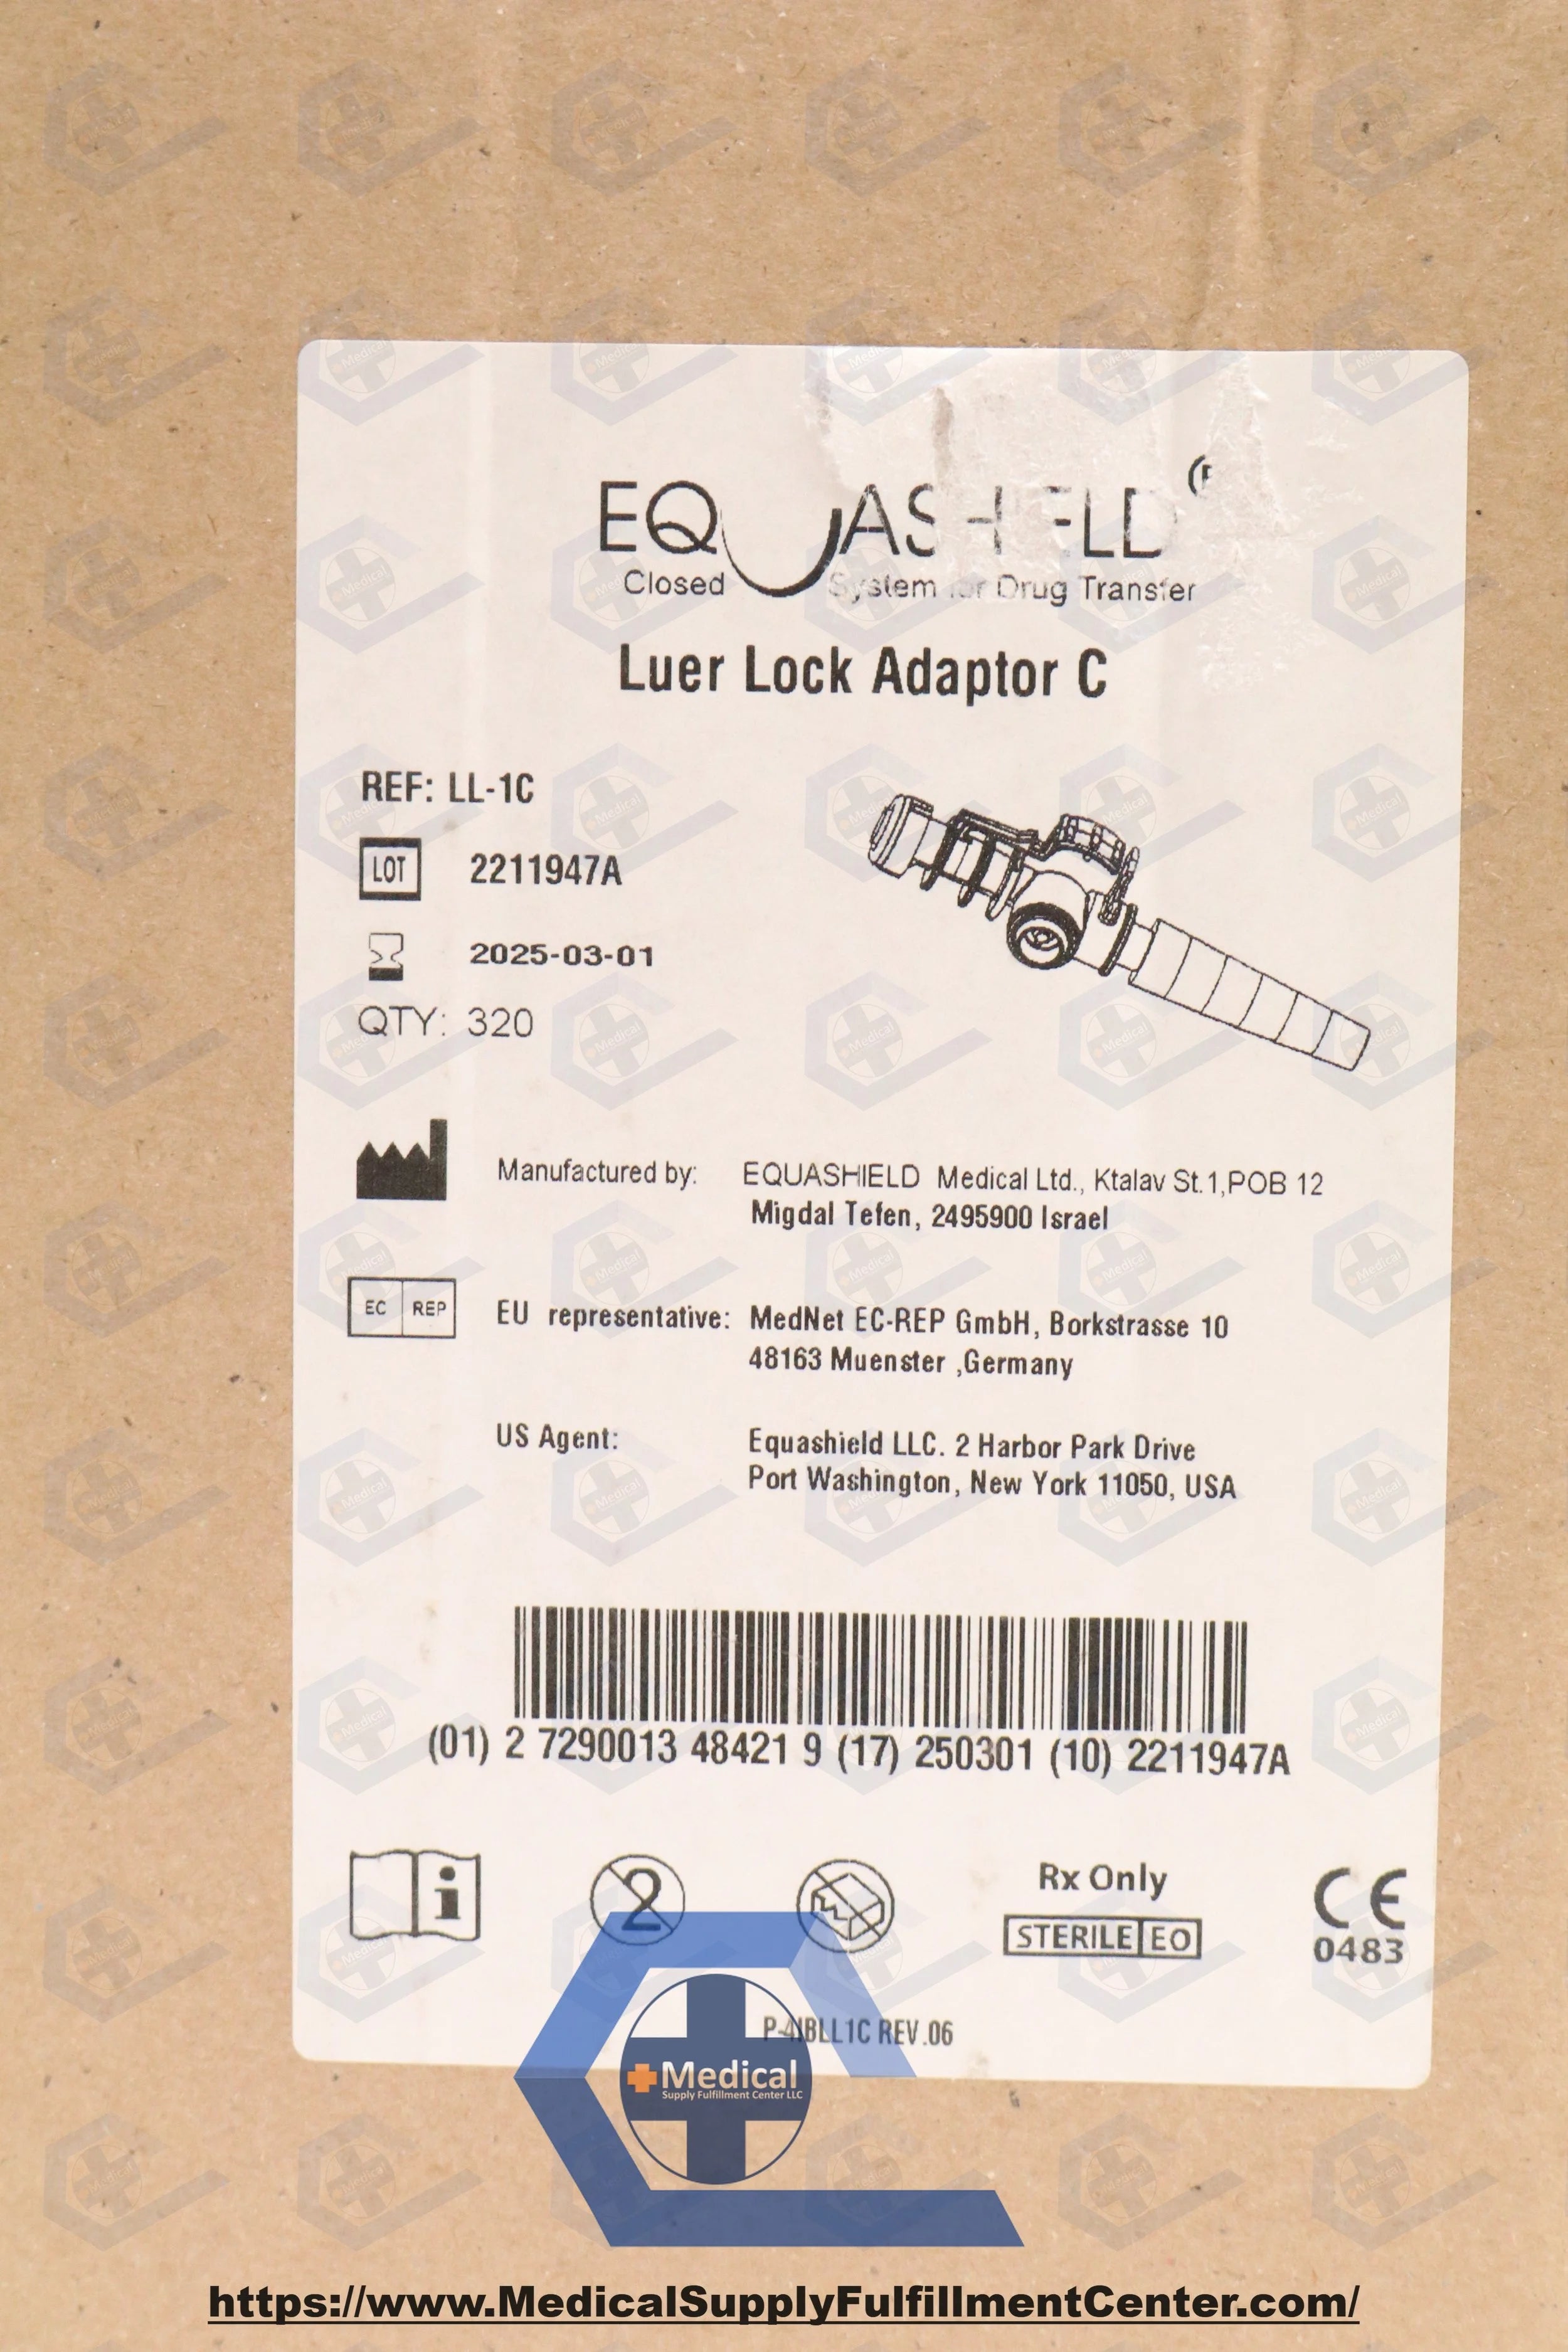 EQUASHIELD®
Closed System for Drug Transfer
Luer Lock Adaptor C
REF: LL-1C
LOT 2211947A
2025-03-01
QTY: 320
Manufactured by: EQUASHIELD Medical Ltd., Ktalav St.1,POB 12
Migdal Tefen, 2495900 Israel
EC REP EU representative: MedNet EC-REP GmbH, Borkstrasse 10
48163 Muenster ,Germany
US Agent: Equashield LLC. 2 Harbor Park Drive
Port Washington, New York 11050, USA
(01) 2 7290013 48421 9 (17) 250301 (10) 2211947A
i
2
Rx Only
STERILE EO
CE
0483
P-4IBLL1C REV.06
Medical
Supply Fulfillment Center LLC
https://www.MedicalSupplyFulfillmentCenter.com/